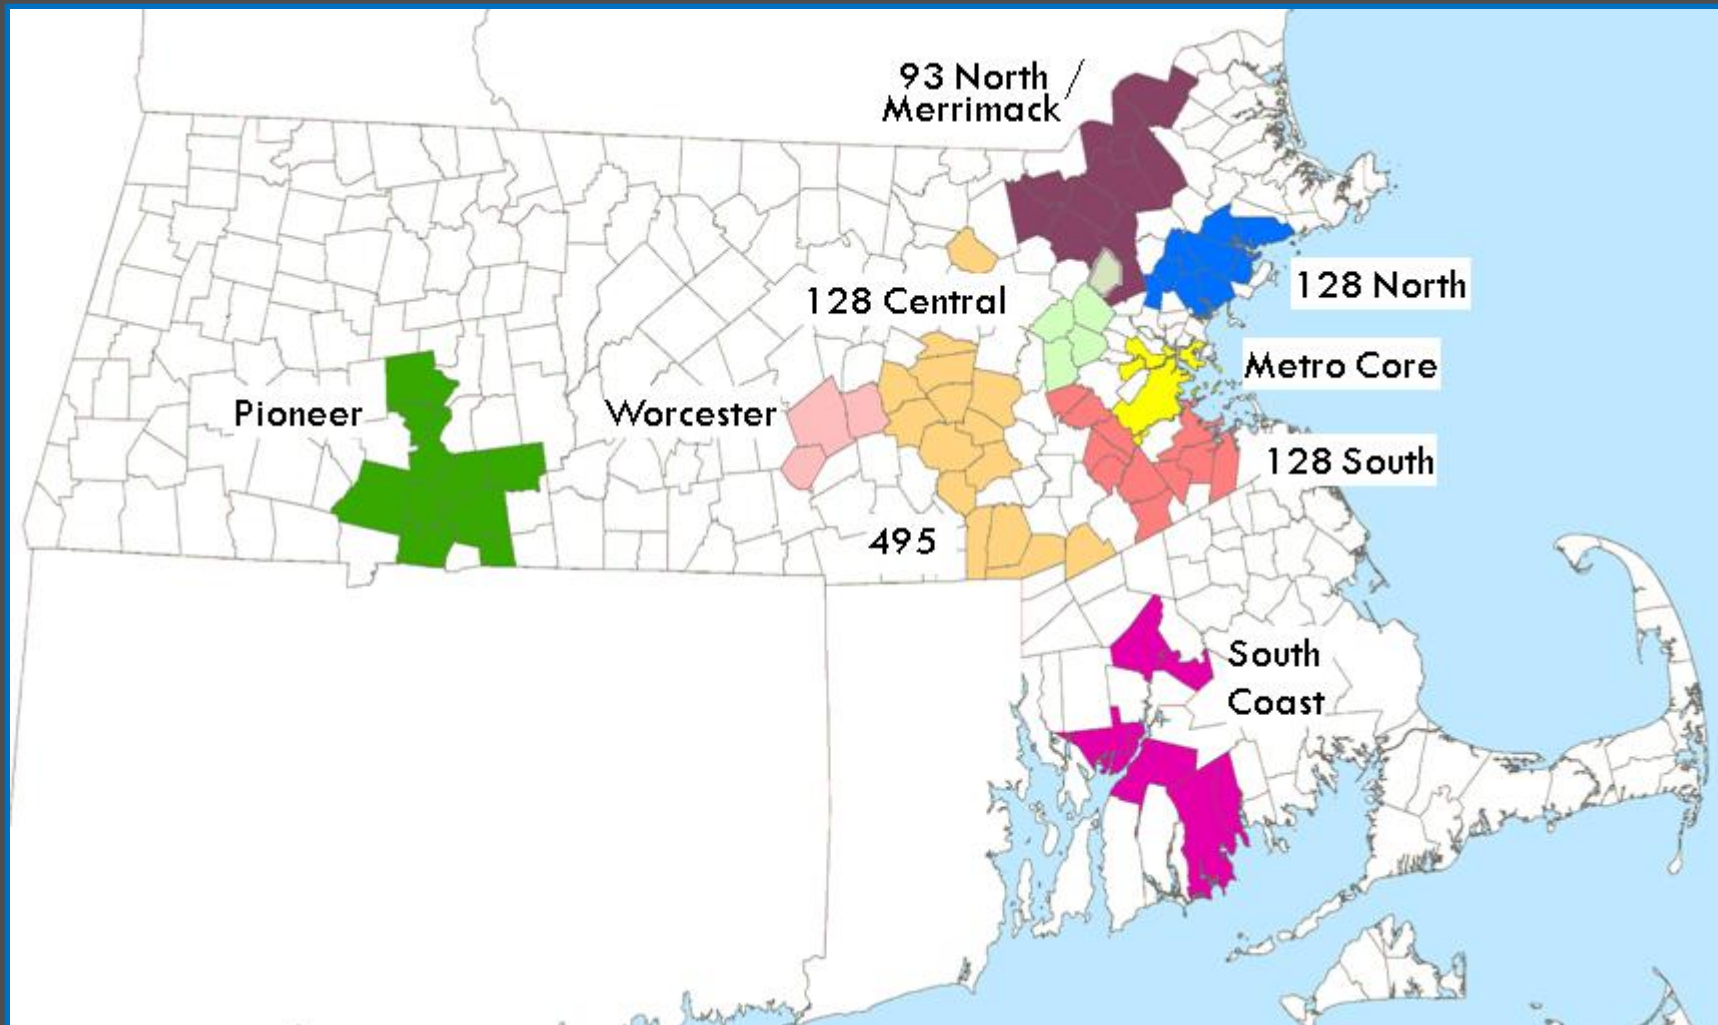 93 North /
Merrimack
128 Central
128 North
Metro Core
Pioneer
Worcester
128 South
495
South
Coast